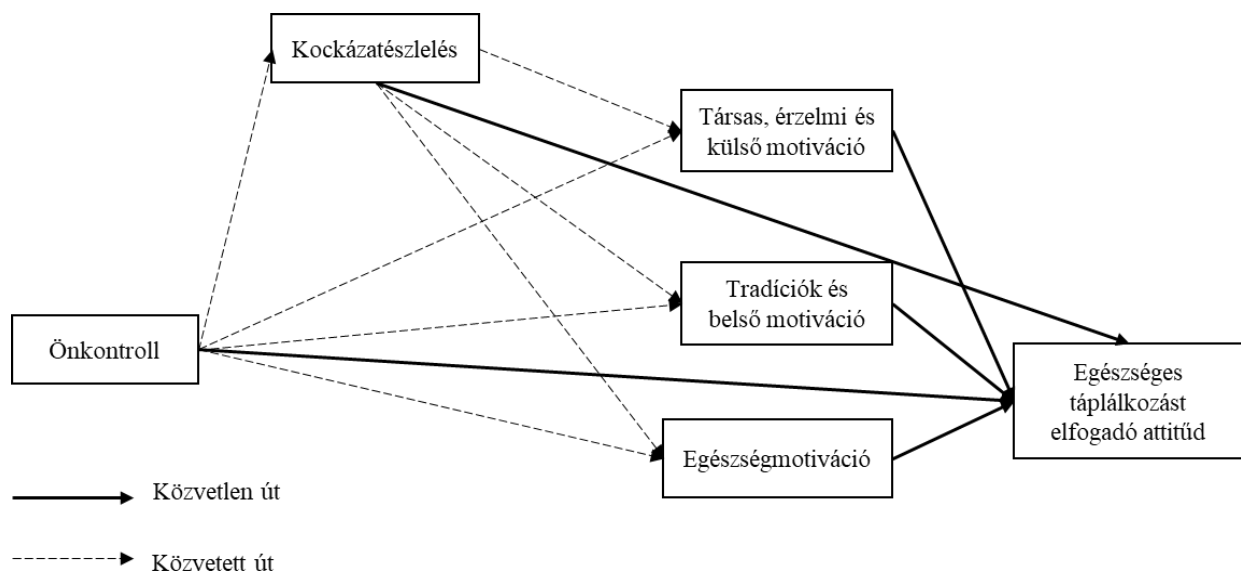 Kockázatészlelés
Társas, érzelmi és
külső motiváció
Tradíciók és
belső motiváció
Önkontroll
Egészséges
táplálkozást
elfogadó attitűd
Egészségmotiváció
Közvetlen út
Közvetett út